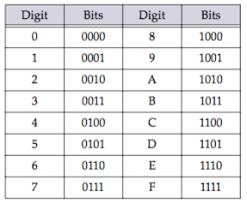 Digit Bits Digit Bits
0 0000 8 1000
1 0001 9 1001
2 0010 A 1010
3 0011 B 1011
4 0100 C 1100
5 0101 D 1101
6 0110 E 1110
7 0111 F 1111